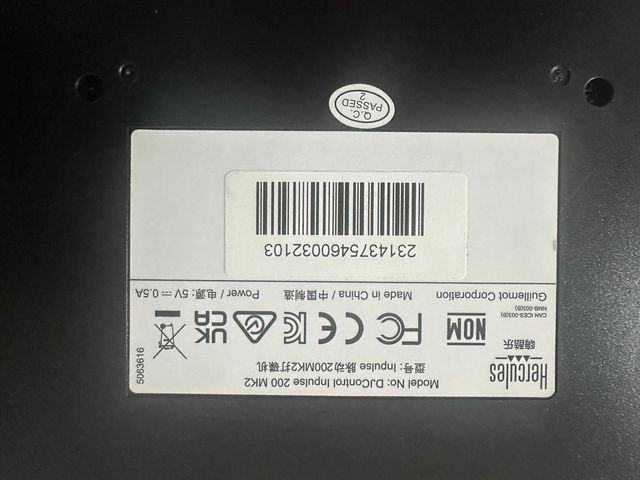 Hercules
嗨酷乐
Model No: DJControl Inpulse 200 MK2
型号: Inpulse 脉动200MK2打碟机
5063616
NOM
FC
CE
UK
CA
CAN ICES-003(B)
NMB-003(B)
Guillemot Corporation
Made in China / 中国制造
Power / 电源: 5V ⎓ 0.5A
2314375460032103
Q.C.
PASSED
2